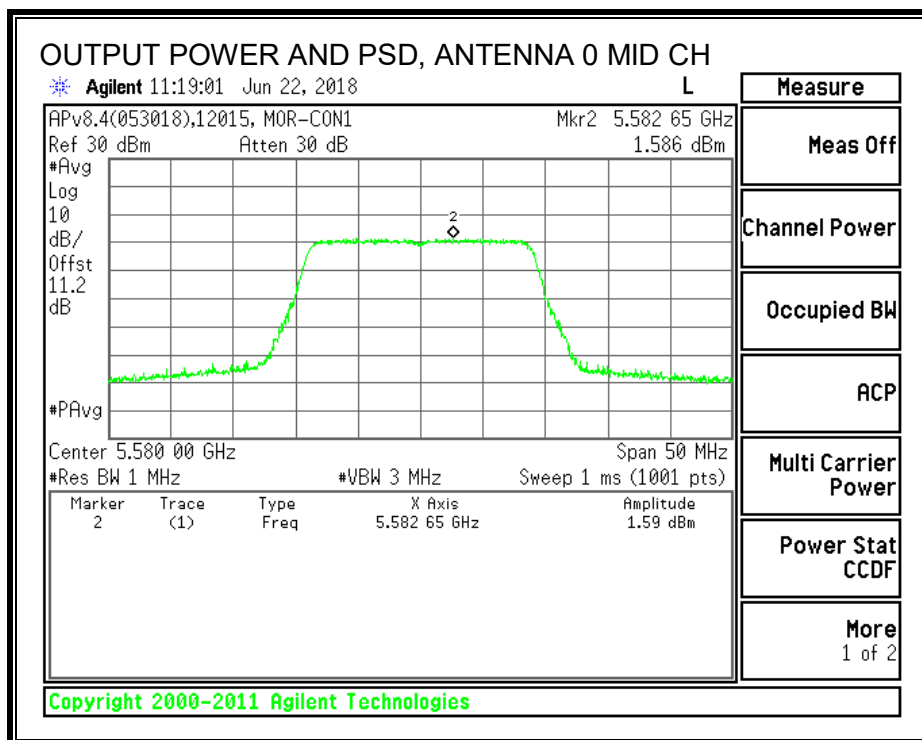 OUTPUT POWER AND PSD, ANTENNA 0 MID CH
Agilent 11:19:01 Jun 22, 2018 L
APv8.4(053018),12015, MOR-CON1 Mkr2 5.582 65 GHz
Ref 30 dBm Atten 30 dB 1.586 dBm
#Avg
Log
10
dB/
Offst
11.2
dB
#PAvg
2
Center 5.580 00 GHz Span 50 MHz
#Res BW 1 MHz #VBW 3 MHz Sweep 1 ms (1001 pts)
Marker Trace Type X Axis Amplitude
2 (1) Freq 5.582 65 GHz 1.59 dBm
Measure
Meas Off
Channel Power
Occupied BW
ACP
Multi Carrier
Power
Power Stat
CCDF
More
1 of 2
Copyright 2000-2011 Agilent Technologies